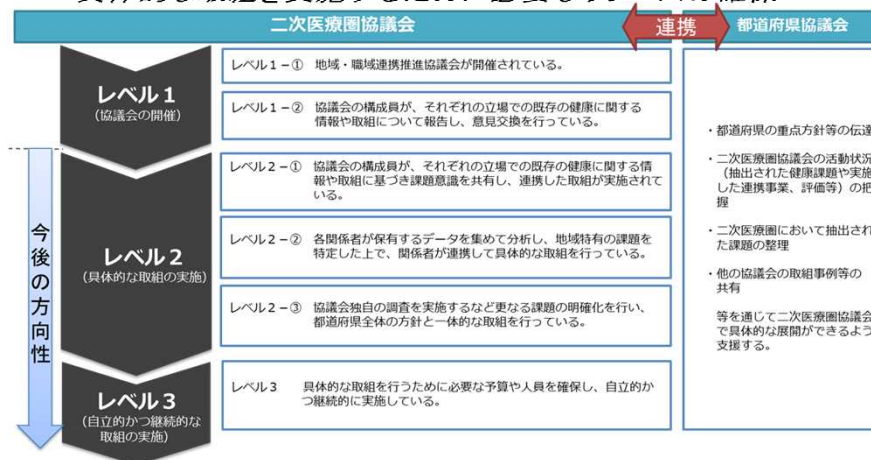 二次医療圏協議会
連携
都道府県協議会
レベル1
(協議会の開催)
レベル1-① 地域・職域連携推進協議会が開催されている。
レベル1-② 協議会の構成員が、それぞれの立場での既存の健康に関する
情報や取組について報告し、意見交換を行っている。
今後の方向性
レベル2
(具体的な取組の実施)
レベル2-① 協議会の構成員が、それぞれの立場での既存の健康に関する情
報や取組に基づき課題意識を共有し、連携した取組が実施されて
いる。
レベル2-② 各関係者が保有するデータを集めて分析し、地域特有の課題を
特定した上で、関係者が連携して具体的な取組を行っている。
レベル2-③ 協議会独自の調査を実施するなど更なる課題の明確化を行い、
都道府県全体の方針と一体的な取組を行っている。
レベル3
(自立的かつ継続的な
取組の実施)
レベル3 具体的な取組を行うために必要な予算や人員を確保し、自立的か
つ継続的に実施している。
・都道府県の重点方針等の伝達
・二次医療圏協議会の活動状況
(抽出された健康課題や実施
した連携事業、評価等)の把
握
・二次医療圏において抽出され
た課題の整理
・他の協議会の取組事例等の
共有
等を通じて二次医療圏協議会
で具体的な展開ができるよう
支援する。